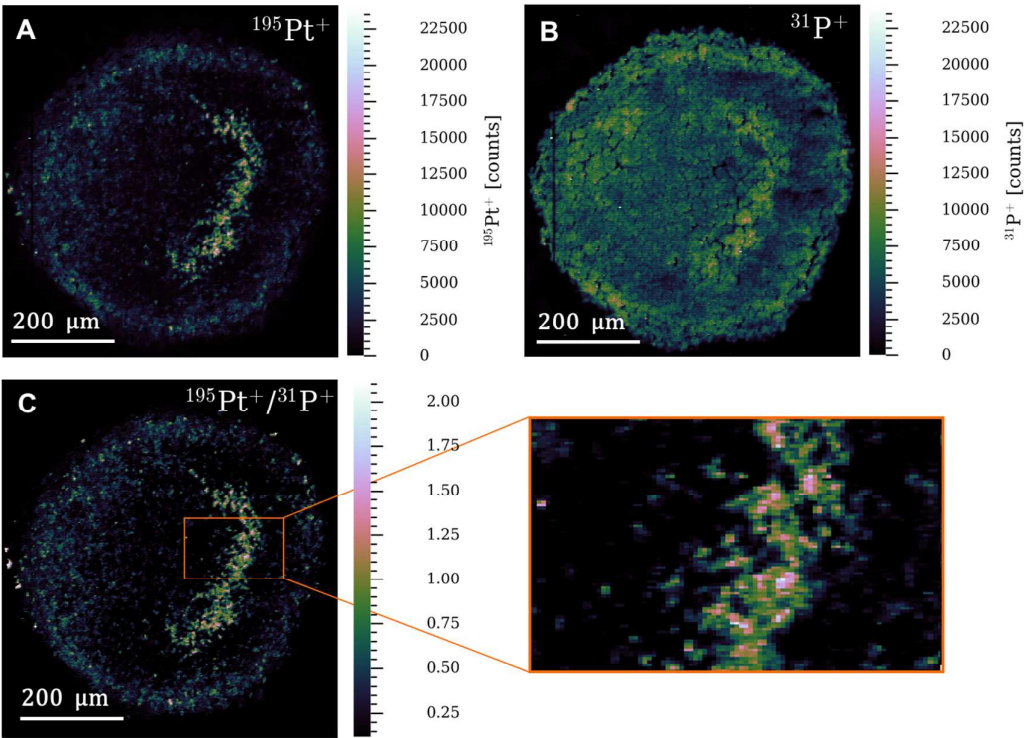 A
¹⁹⁵Pt⁺
22500
20000
17500
15000
12500
10000
7500
5000
2500
0
¹⁹⁵Pt⁺ [counts]
200 μm
B
³¹P⁺
22500
20000
17500
15000
12500
10000
7500
5000
2500
0
³¹P⁺ [counts]
200 μm
C
¹⁹⁵Pt⁺/³¹P⁺
2.00
1.75
1.50
1.25
1.00
0.75
0.50
0.25
200 μm